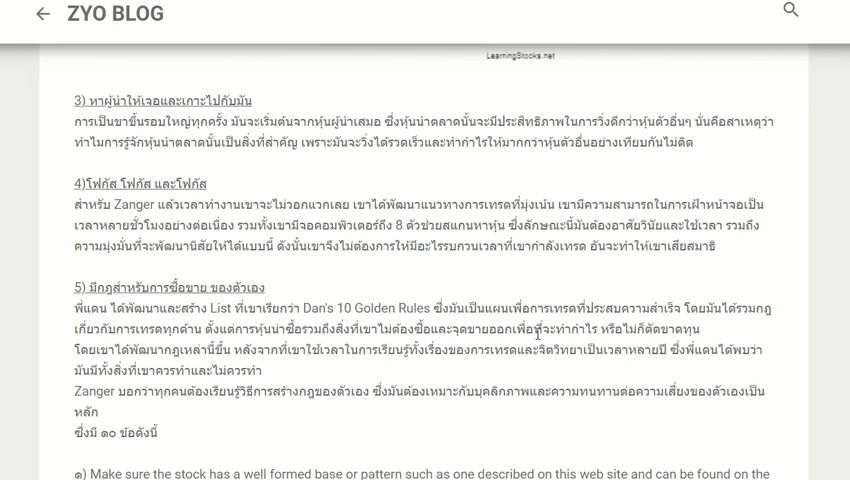 ZYO BLOG
LearningStocks.net
3) หาผู้นำให้เจอและเกาะไปกับมัน
การเป็นขาขึ้นรอบใหญ่ทุกครั้ง มันจะเริ่มต้นจากหุ้นผู้นำเสมอ ซึ่งหุ้นนำตลาดนั้นจะมีประสิทธิภาพในการวิ่งดีกว่าหุ้นตัวอื่นๆ นั่นคือสาเหตุว่า
ทำไมการรู้จักหุ้นนำตลาดนั้นเป็นสิ่งที่สำคัญ เพราะมันจะวิ่งได้รวดเร็วและทำกำไรให้มากกว่าหุ้นตัวอื่นอย่างเทียบกันไม่ติด
4)โฟกัส โฟกัส และโฟกัส
สำหรับ Zanger แล้วเวลาทำงานเขาจะไม่วอกแวกเลย เขาได้พัฒนาแนวทางการเทรดที่มุ่งเน้น เขามีความสามารถในการเฝ้าหน้าจอเป็น
เวลาหลายชั่วโมงอย่างต่อเนื่อง รวมทั้งเขามีจอคอมพิวเตอร์ถึง 8 ตัวช่วยสแกนหาหุ้น ซึ่งลักษณะนี้มันต้องอาศัยวินัยและใช้เวลา รวมถึง
ความมุ่งมั่นที่จะพัฒนานิสัยให้ได้แบบนี้ ดังนั้นเขาจึงไม่ต้องการให้มีอะไรรบกวนเวลาที่เขากำลังเทรด อันจะทำให้เขาเสียสมาธิ
5) มีกฎสำหรับการซื้อขาย ของตัวเอง
พี่แดน ได้พัฒนาและสร้าง List ที่เขาเรียกว่า Dan's 10 Golden Rules ซึ่งมันเป็นแผนเพื่อการเทรดที่ประสบความสำเร็จ โดยมันได้รวมกฎ
เกี่ยวกับการเทรดทุกด้าน ตั้งแต่การหุ้นน่าซื้อรวมถึงสิ่งที่เขาไม่ต้องซื้อและจุดขายออกเพื่อที่จะทำกำไร หรือไม่ก็ตัดขาดทุน
โดยเขาได้พัฒนากฎเหล่านี้ขึ้น หลังจากที่เขาใช้เวลาในการเรียนรู้ทั้งเรื่องของการเทรดและจิตวิทยาเป็นเวลาหลายปี ซึ่งพี่แดนได้พบว่า
มันมีทั้งสิ่งที่เขาควรทำและไม่ควรทำ
Zanger บอกว่าทุกคนต้องเรียนรู้วิธีการสร้างกฎของตัวเอง ซึ่งมันต้องเหมาะกับบุคลิกภาพและความทนทานต่อความเสี่ยงของตัวเองเป็น
หลัก
ซึ่งมี ๑๐ ข้อดังนี้
๑) Make sure the stock has a well formed base or pattern such as one described on this web site and can be found on the